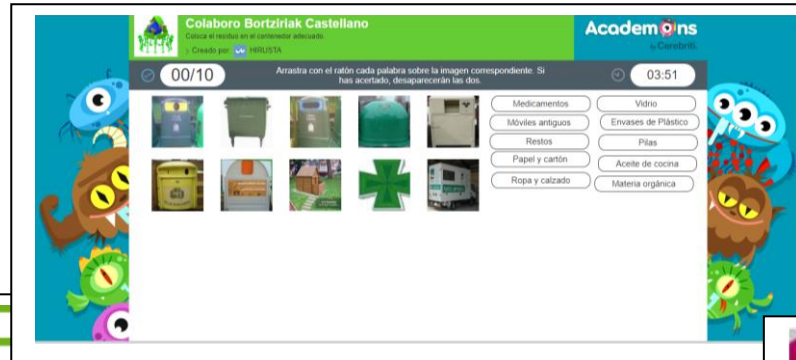 Colaboro Bortziriak Castellano
Coloca el residuo en el contenedor adecuado.
> Creado por: HIRUSTA
Academons
by Cerebriti.
00/10
Arrastra con el ratón cada palabra sobre la imagen correspondiente. Si
has acertado, desaparecerán las dos.
03:51
Medicamentos
Vidrio
Móviles antiguos
Envases de Plástico
Restos
Pilas
Papel y cartón
Aceite de cocina
Ropa y calzado
Materia orgánica